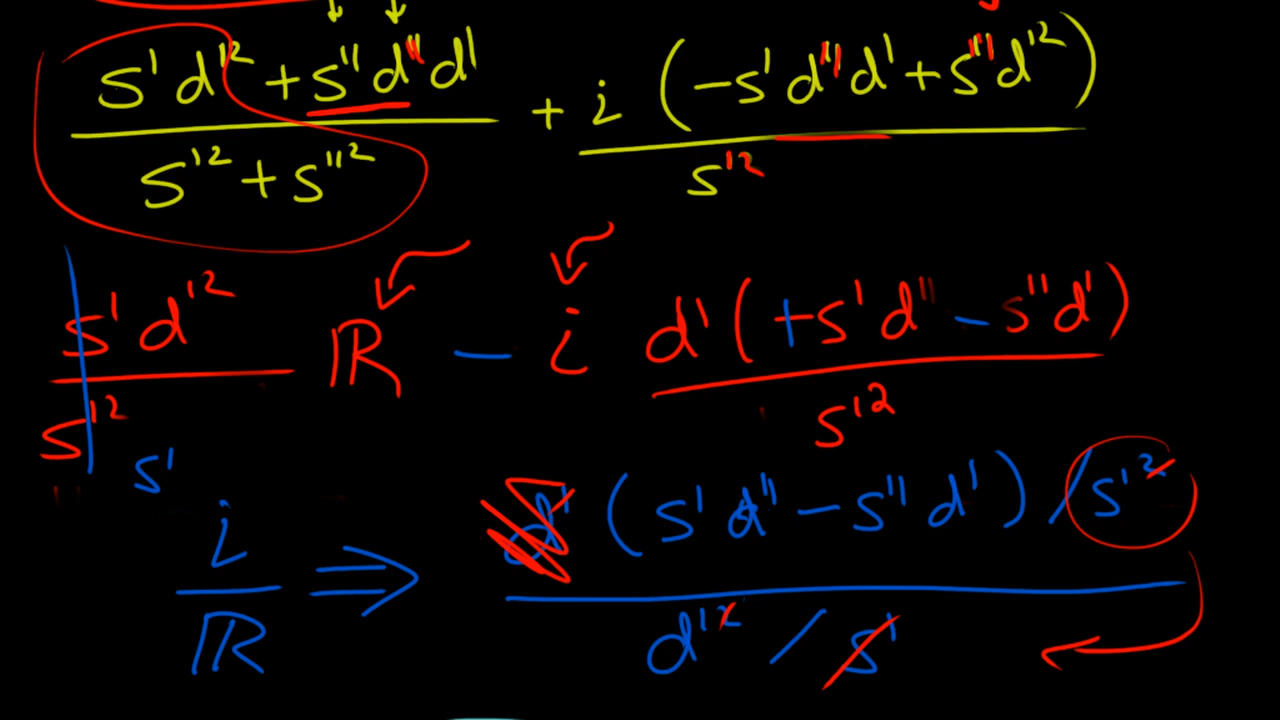 s'd'² + s''d''d' + i (-s'd''d' + s''d'²)
s'² + s''² s'²
s'd'² ℝ - i d'(+s'd'' - s''d')
s'² s'²
s'
i ⇒ d'(s'd'' - s''d')/s'²
ℝ d'²/s'